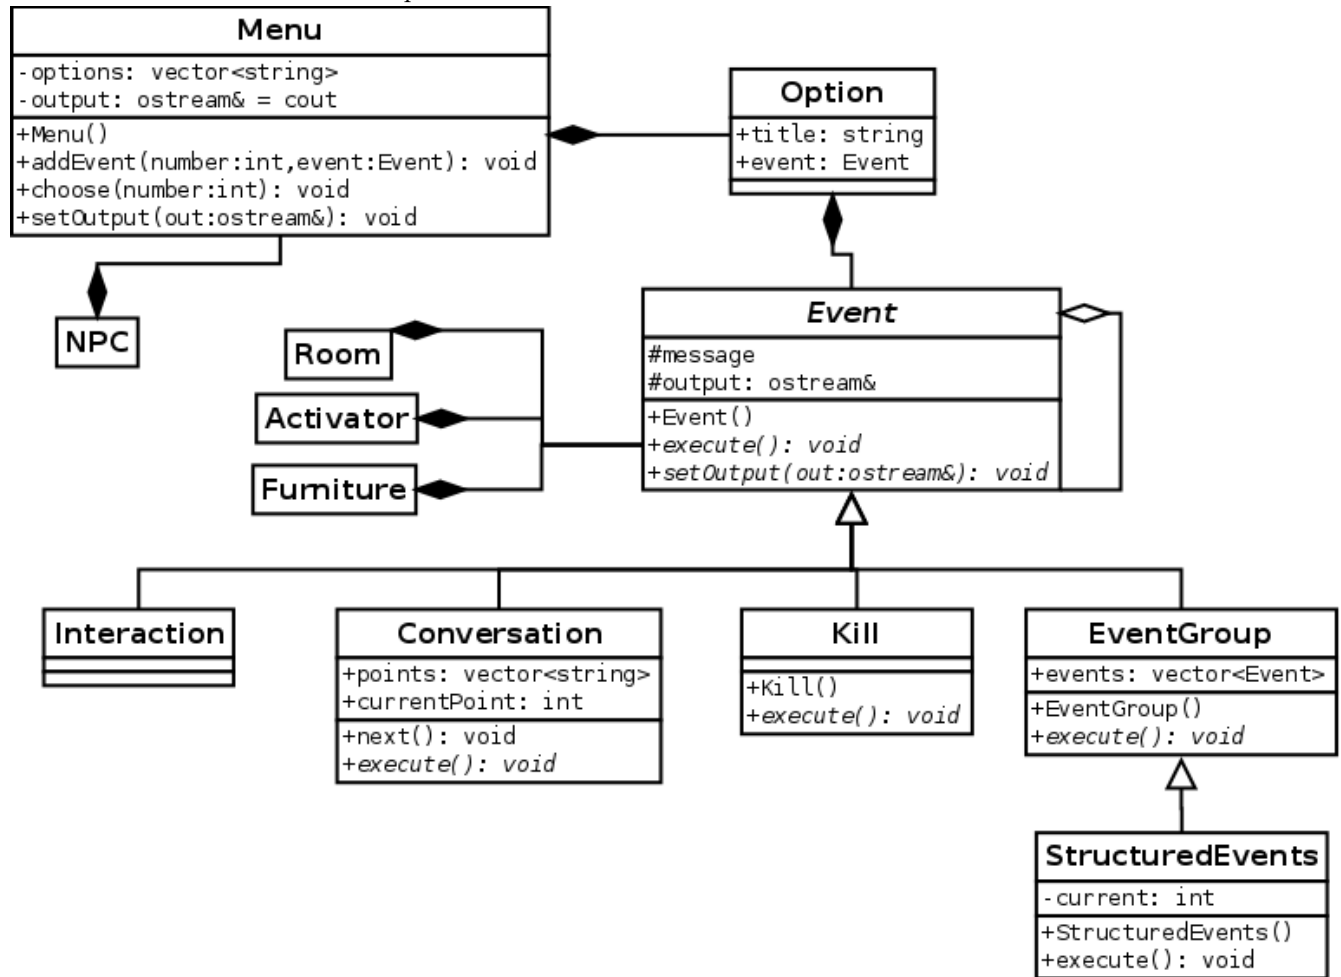 Menu
-options: vector<string>
-output: ostream& = cout
+Menu()
+addEvent(number:int,event:Event): void
+choose(number:int): void
+setOutput(out:ostream&): void
Option
+title: string
+event: Event
NPC
Room
Activator
Furniture
Event
#message
#output: ostream&
+Event()
+execute(): void
+setOutput(out:ostream&): void
Interaction
Conversation
+points: vector<string>
+currentPoint: int
+next(): void
+execute(): void
Kill
+Kill()
+execute(): void
EventGroup
+events: vector<Event>
+EventGroup()
+execute(): void
StructuredEvents
-current: int
+StructuredEvents()
+execute(): void